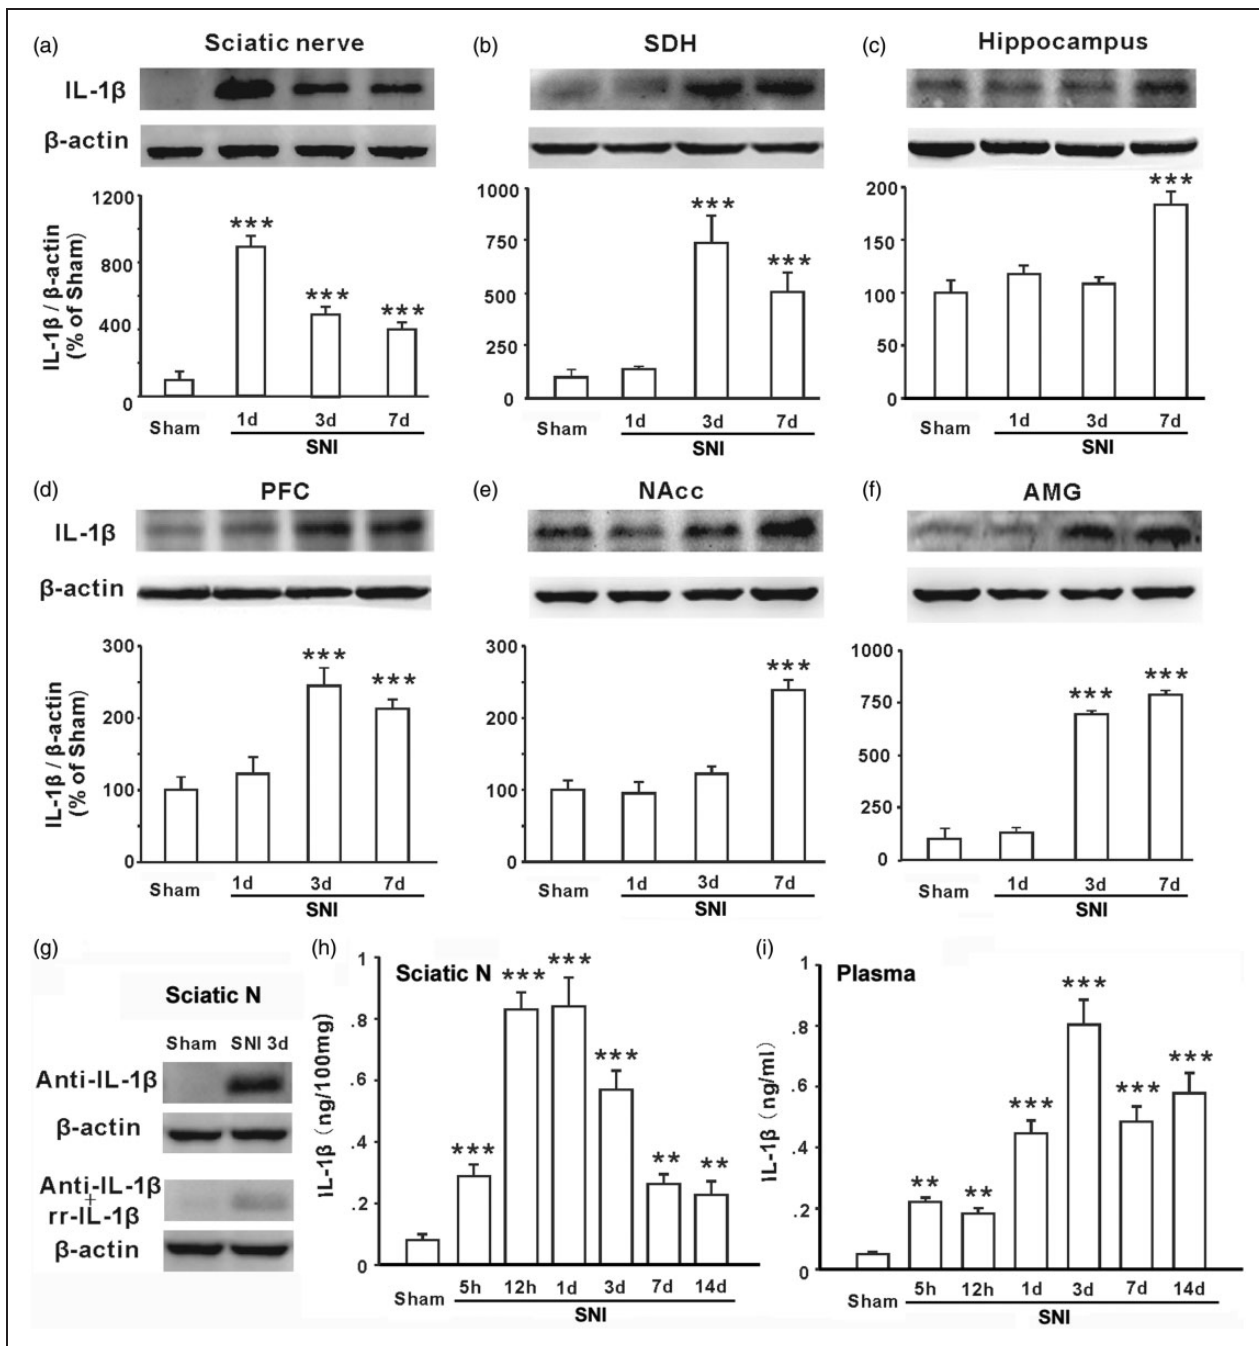 (a) Sciatic nerve
IL-1β
β-actin
IL-1β / β-actin
(% of Sham)
1200
800
400
0
***
***
***
Sham 1d 3d 7d
SNI
(b) SDH
1000
750
500
250
0
***
***
Sham 1d 3d 7d
SNI
(c) Hippocampus
200
150
100
50
0
***
Sham 1d 3d 7d
SNI
(d) PFC
IL-1β
β-actin
IL-1β / β-actin
(% of Sham)
300
200
100
0
***
***
Sham 1d 3d 7d
SNI
(e) NAcc
300
200
100
0
***
Sham 1d 3d 7d
SNI
(f) AMG
1000
750
500
250
0
***
***
Sham 1d 3d 7d
SNI
(g)
Sciatic N
Sham SNI 3d
Anti-IL-1β
β-actin
Anti-IL-1β
+
rr-IL-1β
β-actin
(h) Sciatic N
IL-1β (ng/100mg)
1
.8
.6
.4
.2
0
***
***
***
***
**
**
Sham 5h 12h 1d 3d 7d 14d
SNI
(i) Plasma
IL-1β (ng/ml)
1
.8
.6
.4
.2
0
**
**
***
***
***
***
Sham 5h 12h 1d 3d 7d 14d
SNI